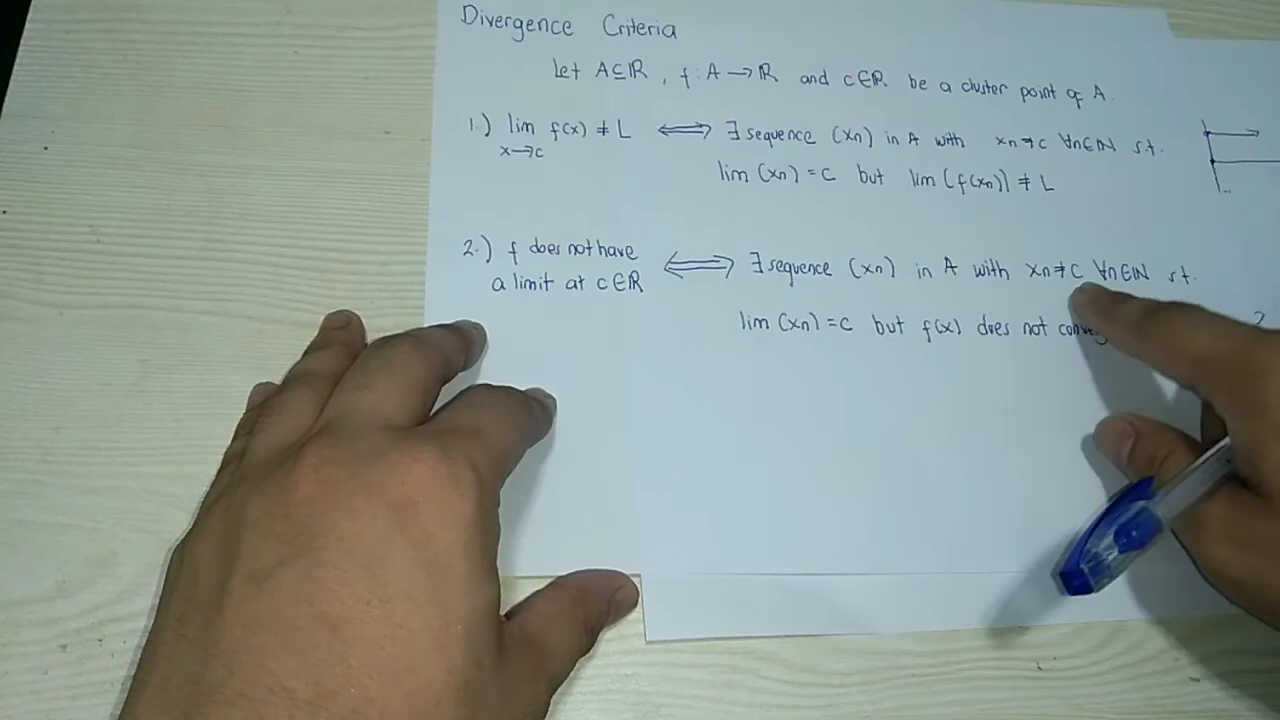 Divergence Criteria
Let A⊆ℝ, f: A→ℝ and c∈ℝ be a cluster point of A.
1.) lim f(x) ≠ L ⟺ ∃ sequence (xn) in A with xn≠c ∀n∈ℕ s.t.
x→c
lim (xn) = c but lim (f(xn)) ≠ L
2.) f does not have ⟺ ∃ sequence (xn) in A with xn≠c ∀n∈ℕ s.t.
a limit at c∈ℝ
lim (xn) = c but f(x) does not